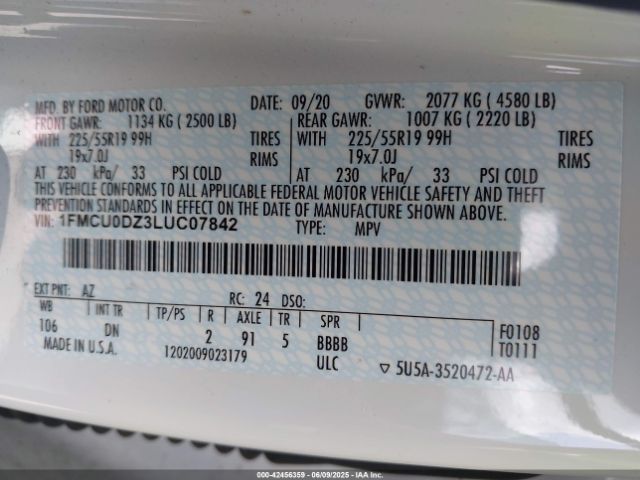 MFD. BY FORD MOTOR CO. DATE: 09/20 GVWR: 2077 KG ( 4580 LB)
FRONT GAWR: 1134 KG ( 2500 LB) REAR GAWR: 1007 KG ( 2220 LB)
WITH 225/55R19 99H TIRES WITH 225/55R19 99H TIRES
19x7.0J RIMS 19x7.0J RIMS
AT 230 kPa/ 33 PSI COLD AT 230 kPa/ 33 PSI COLD
THIS VEHICLE CONFORMS TO ALL APPLICABLE FEDERAL MOTOR VEHICLE SAFETY AND THEFT
PREVENTION STANDARDS IN EFFECT ON THE DATE OF MANUFACTURE SHOWN ABOVE.
VIN: 1FMCU0DZ3LUC07842 TYPE: MPV
EXT PNT: AZ RC: 24 DSO:
WB INT TR TP/PS R AXLE TR SPR F0108
106 DN 2 91 5 BBBB T0111
MADE IN U.S.A. 1202009023179 ULC ▽ 5U5A-3520472-AA
000-42456359 | 06/09/2025 - IAA Inc.